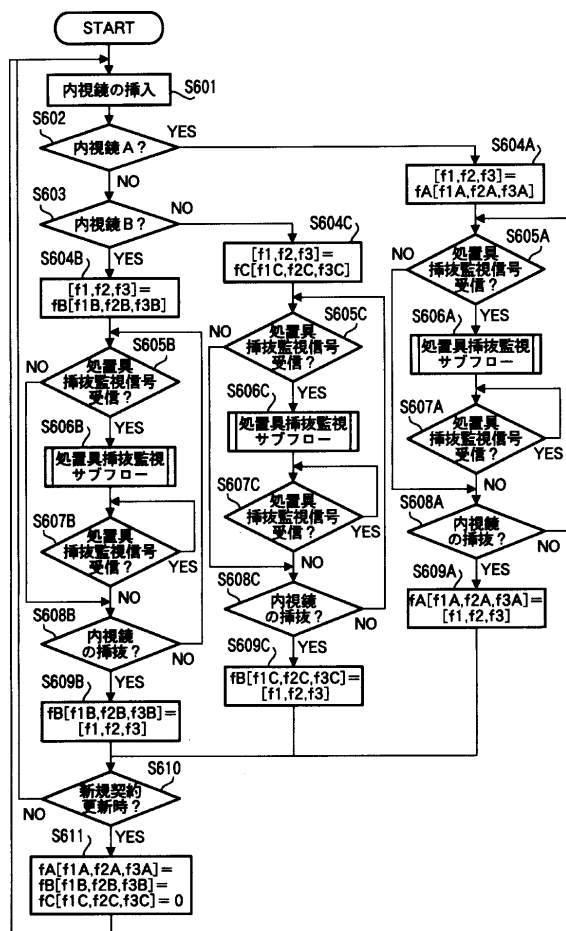 START
内視鏡の挿入
S601
S602
内視鏡A?
YES
NO
S603
内視鏡B?
NO
YES
S604B
[f1,f2,f3]=
fB[f1B,f2B,f3B]
S605B
処置具
挿抜監視信号
受信?
NO
YES
S606B
処置具挿抜監視
サブフロー
S607B
処置具
挿抜監視信号
受信?
YES
NO
S608B
内視鏡
の挿抜?
NO
YES
S609B
fB[f1B,f2B,f3B]=
[f1,f2,f3]
S604C
[f1,f2,f3]=
fC[f1C,f2C,f3C]
S605C
処置具
挿抜監視信号
受信?
NO
YES
S606C
処置具挿抜監視
サブフロー
S607C
処置具
挿抜監視信号
受信?
YES
NO
S608C
内視鏡
の挿抜?
NO
YES
S609C
fB[f1C,f2C,f3C]=
[f1,f2,f3]
S604A
[f1,f2,f3]=
fA[f1A,f2A,f3A]
S605A
処置具
挿抜監視信号
受信?
NO
YES
S606A
処置具挿抜監視
サブフロー
S607A
処置具
挿抜監視信号
受信?
YES
NO
S608A
内視鏡
の挿抜?
NO
YES
S609A
fA[f1A,f2A,f3A]=
[f1,f2,f3]
S610
新規契約
更新時?
NO
YES
S611
fA[f1A,f2A,f3A]=
fB[f1B,f2B,f3B]=
fC[f1C,f2C,f3C]=0